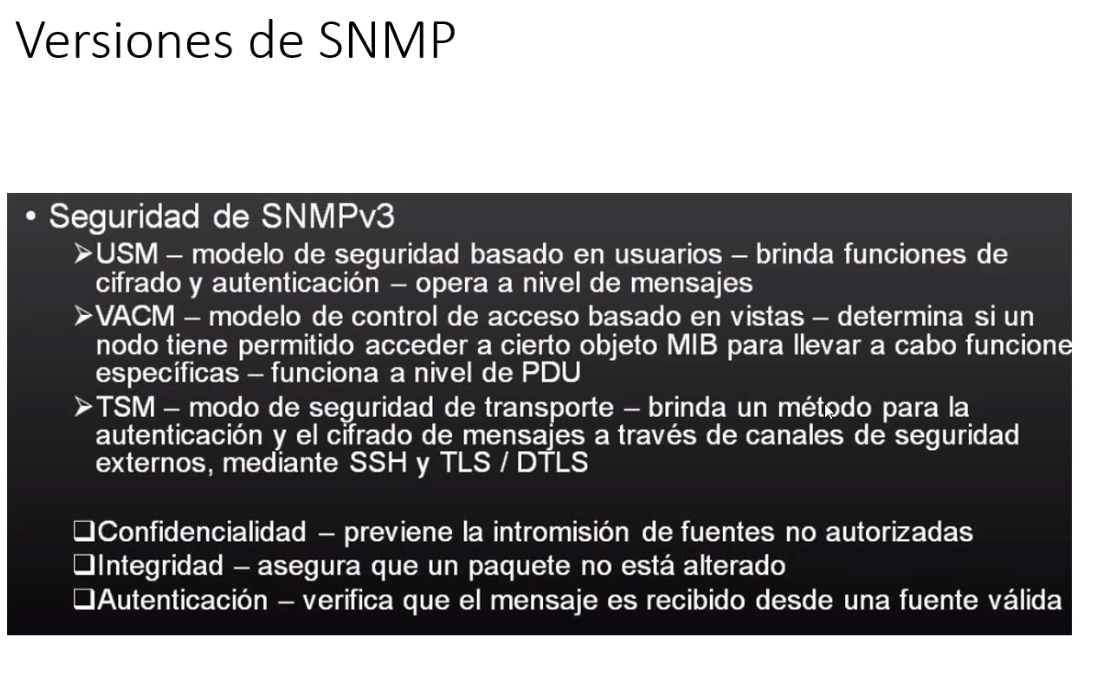 Versiones de SNMP
• Seguridad de SNMPv3
➢USM – modelo de seguridad basado en usuarios – brinda funciones de
cifrado y autenticación – opera a nivel de mensajes
➢VACM – modelo de control de acceso basado en vistas – determina si un
nodo tiene permitido acceder a cierto objeto MIB para llevar a cabo funcione
específicas – funciona a nivel de PDU
➢TSM – modo de seguridad de transporte – brinda un método para la
autenticación y el cifrado de mensajes a través de canales de seguridad
externos, mediante SSH y TLS / DTLS
❑Confidencialidad – previene la intromisión de fuentes no autorizadas
❑Integridad – asegura que un paquete no está alterado
❑Autenticación – verifica que el mensaje es recibido desde una fuente válida